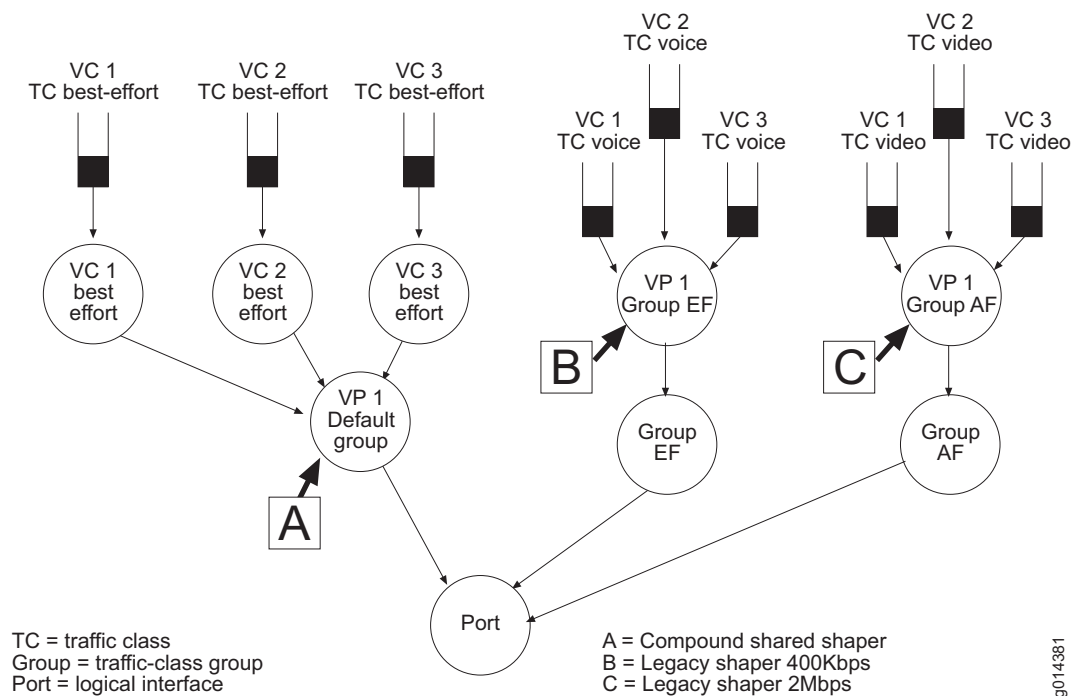 VC 1
TC best-effort
VC 2
TC best-effort
VC 3
TC best-effort
VC 2
TC voice
VC 1
TC voice
VC 3
TC voice
VC 2
TC video
VC 1
TC video
VC 3
TC video
VC 1
best
effort
VC 2
best
effort
VC 3
best
effort
VP 1
Group EF
VP 1
Group AF
B
C
VP 1
Default
group
Group
EF
Group
AF
A
Port
TC = traffic class
Group = traffic-class group
Port = logical interface
A = Compound shared shaper
B = Legacy shaper 400Kbps
C = Legacy shaper 2Mbps
g014381